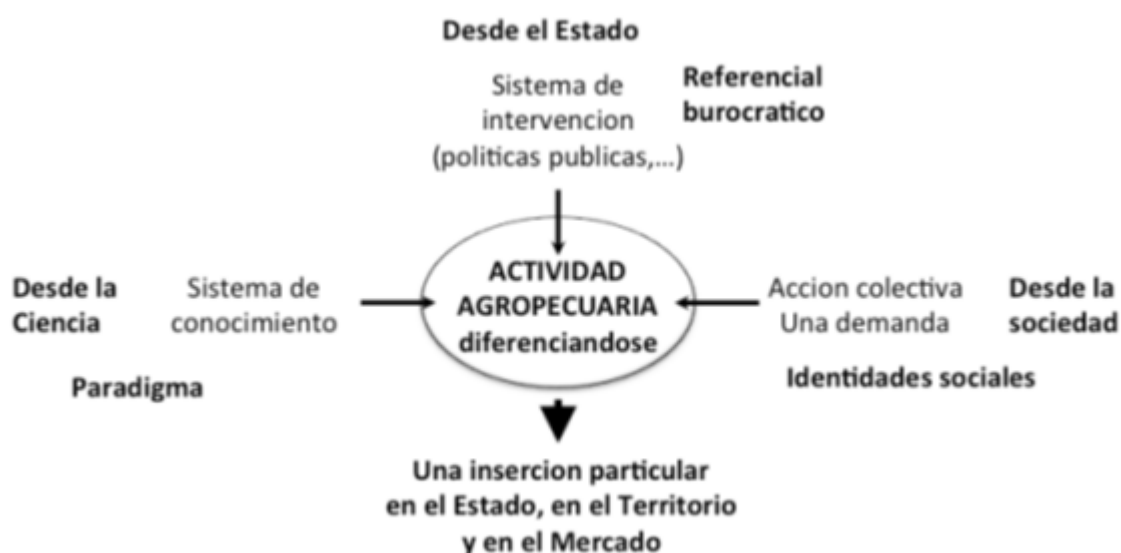 Desde el Estado
Sistema de
intervencion
(politicas publicas,...)
Referencial
burocratico
Desde la
Ciencia
Sistema de
conocimiento
Paradigma
ACTIVIDAD
AGROPECUARIA
diferenciandose
Accion colectiva
Una demanda
Desde la
sociedad
Identidades sociales
Una insercion particular
en el Estado, en el Territorio
y en el Mercado